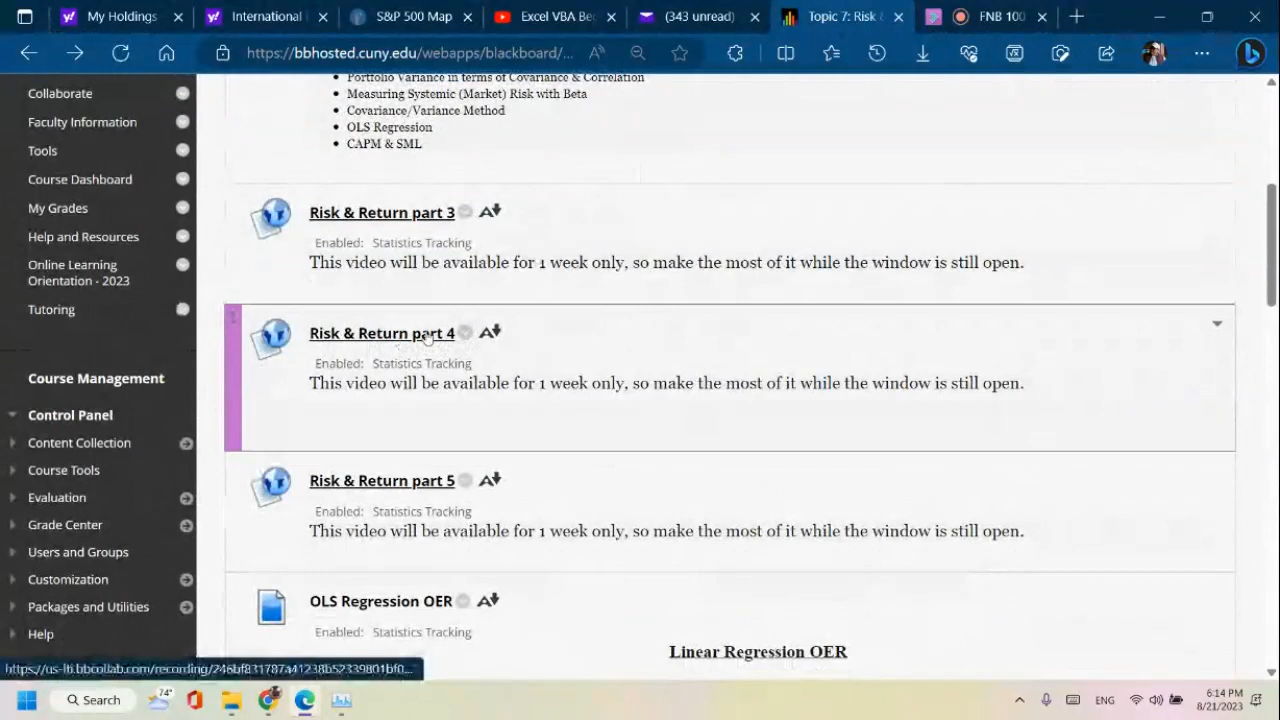 My Holdings
International
S&P 500 Map
Excel VBA Be
(343 unread)
Topic 7: Risk &
FNB 100
https://bbhosted.cuny.edu/webapps/blackboard/...
Collaborate
Faculty Information
Tools
Course Dashboard
My Grades
Help and Resources
Online Learning
Orientation - 2023
Tutoring
Course Management
Control Panel
Content Collection
Course Tools
Evaluation
Grade Center
Users and Groups
Customization
Packages and Utilities
Help
Portfolio Variance in terms of Covariance & Correlation
Measuring Systemic (Market) Risk with Beta
Covariance/Variance Method
OLS Regression
CAPM & SML
Risk & Return part 3
Enabled: Statistics Tracking
This video will be available for 1 week only, so make the most of it while the window is still open.
Risk & Return part 4
Enabled: Statistics Tracking
This video will be available for 1 week only, so make the most of it while the window is still open.
Risk & Return part 5
Enabled: Statistics Tracking
This video will be available for 1 week only, so make the most of it while the window is still open.
OLS Regression OER
Enabled: Statistics Tracking
Linear Regression OER
https://us-lti.bbcollab.com/recording/246bf831787a41238b52339801bf0...
Search
74°
ENG
6:14 PM
8/21/2023